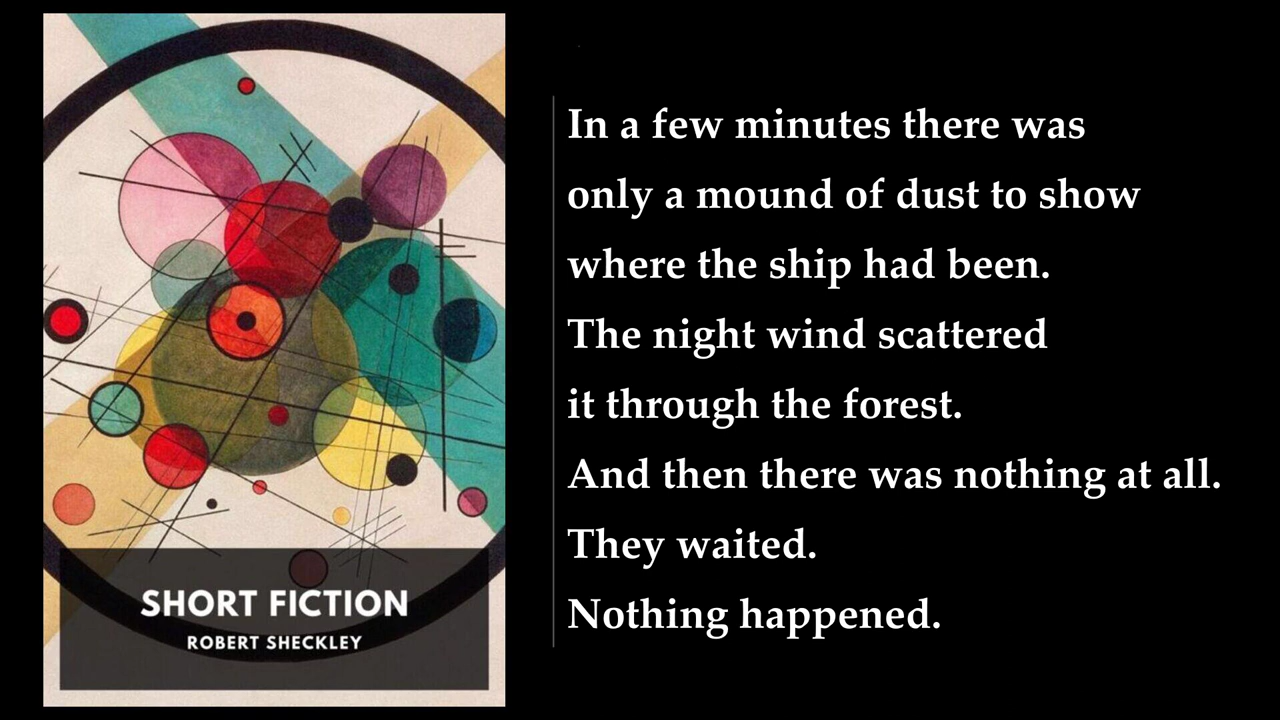 SHORT FICTION
ROBERT SHECKLEY
In a few minutes there was
only a mound of dust to show
where the ship had been.
The night wind scattered
it through the forest.
And then there was nothing at all.
They waited.
Nothing happened.